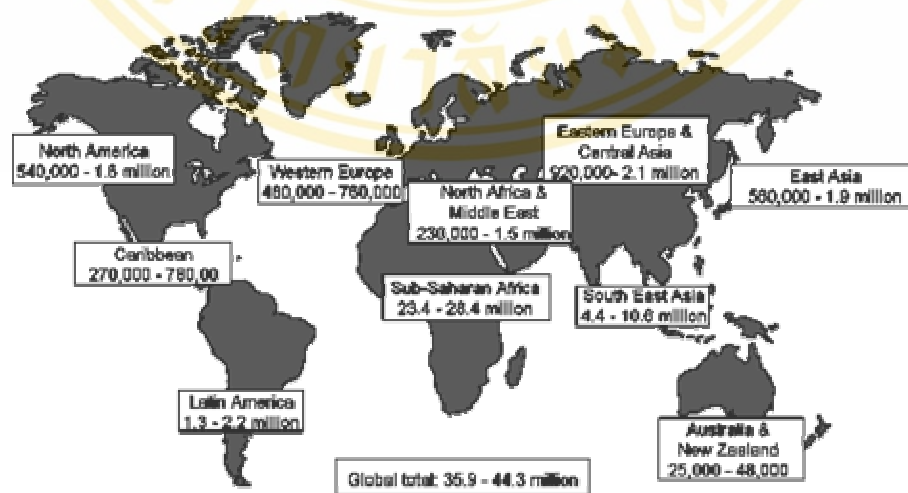 North America
540,000 - 1.6 million
Western Europe
480,000 - 760,000
Eastern Europe &
Central Asia
920,000- 2.1 million
East Asia
560,000 - 1.9 million
North Africa &
Middle East
230,000 - 1.5 million
Caribbean
270,000 - 780,00
Sub-Saharan Africa
23.4 - 28.4 million
South East Asia
4.4 - 10.6 million
Latin America
1.3 - 2.2 million
Australia &
New Zealand
25,000 - 48,000
Global total: 35.9 - 44.3 million